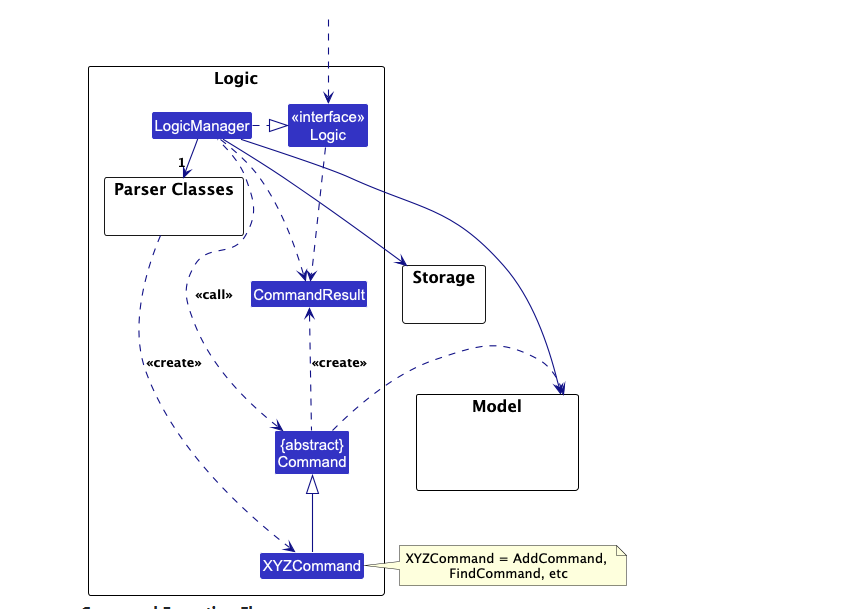 Logic
LogicManager
«interface»
Logic
1
Parser Classes
Storage
«call»
CommandResult
«create»
«create»
Model
{abstract}
Command
XYZCommand
XYZCommand = AddCommand,
FindCommand, etc